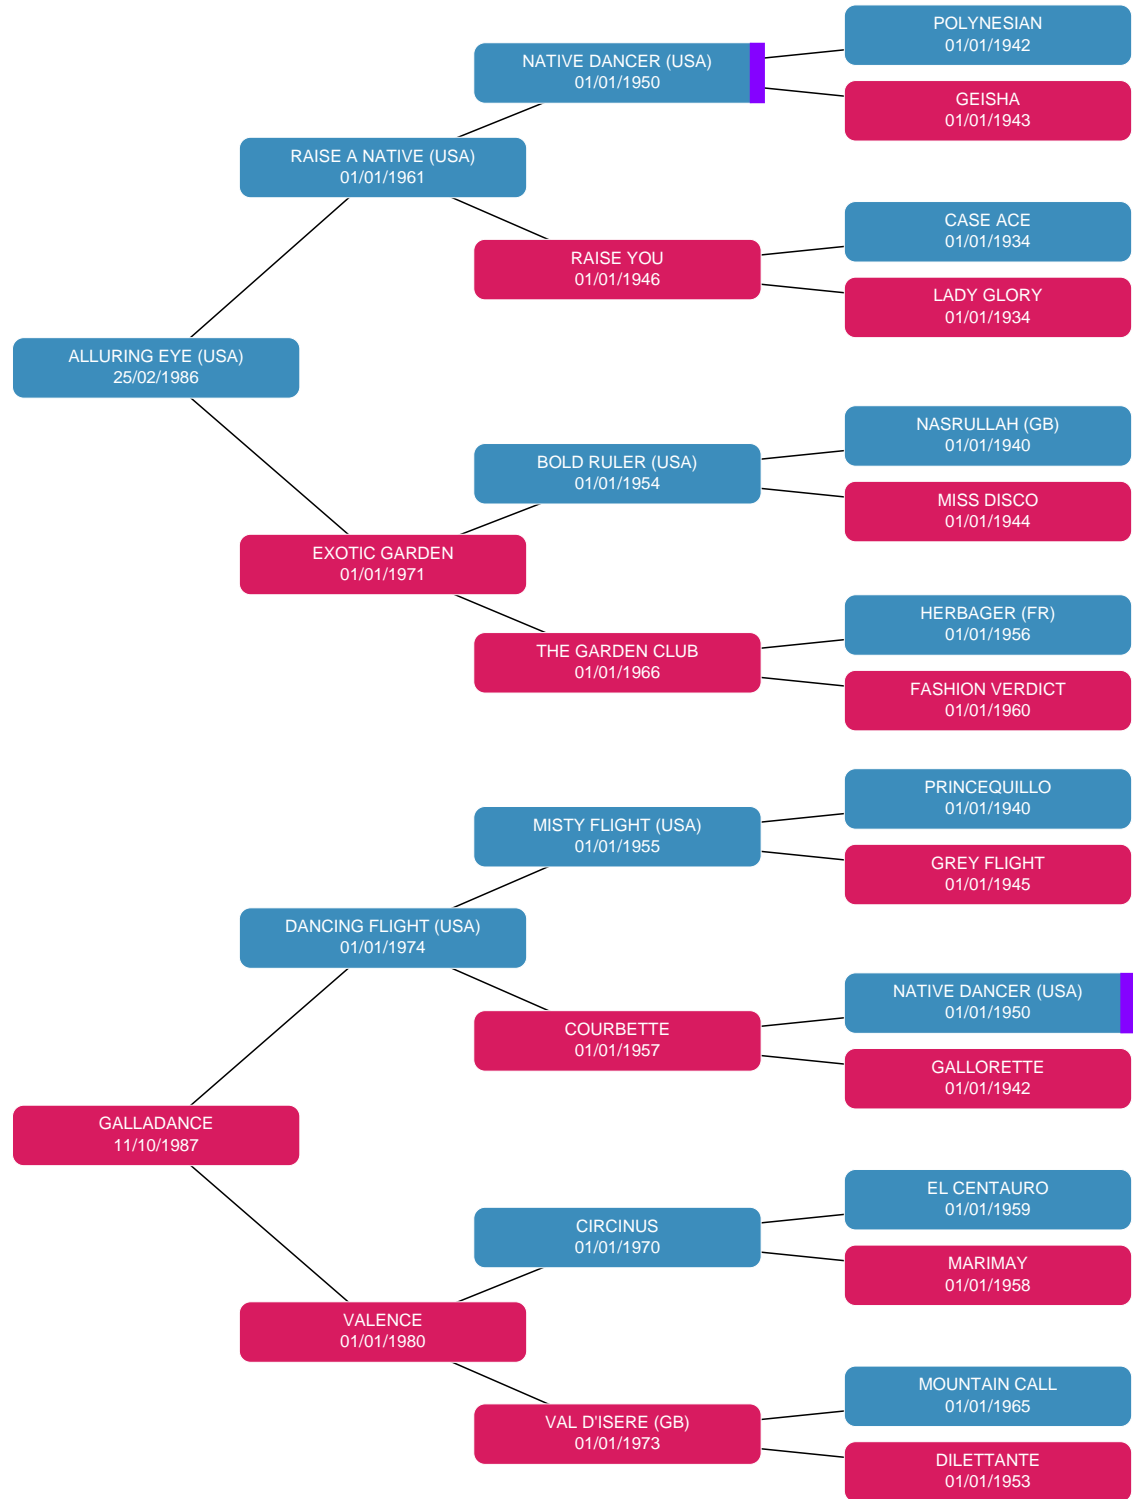 POLYNESIAN
01/01/1942
NATIVE DANCER (USA)
01/01/1950
GEISHA
01/01/1943
RAISE A NATIVE (USA)
01/01/1961
CASE ACE
01/01/1934
RAISE YOU
01/01/1946
LADY GLORY
01/01/1934
ALLURING EYE (USA)
25/02/1986
NASRULLAH (GB)
01/01/1940
BOLD RULER (USA)
01/01/1954
MISS DISCO
01/01/1944
EXOTIC GARDEN
01/01/1971
HERBAGER (FR)
01/01/1956
THE GARDEN CLUB
01/01/1966
FASHION VERDICT
01/01/1960
PRINCEQUILLO
01/01/1940
MISTY FLIGHT (USA)
01/01/1955
GREY FLIGHT
01/01/1945
DANCING FLIGHT (USA)
01/01/1974
NATIVE DANCER (USA)
01/01/1950
COURBETTE
01/01/1957
GALLORETTE
01/01/1942
GALLADANCE
11/10/1987
EL CENTAURO
01/01/1959
CIRCINUS
01/01/1970
MARIMAY
01/01/1958
VALENCE
01/01/1980
MOUNTAIN CALL
01/01/1965
VAL D'ISERE (GB)
01/01/1973
DILETTANTE
01/01/1953